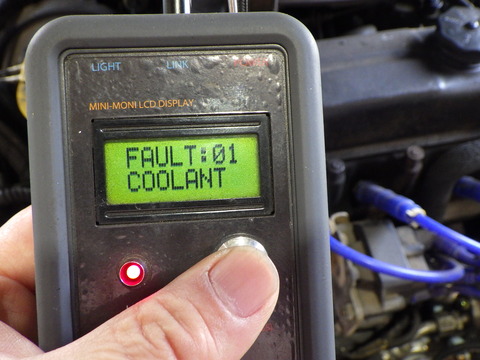 LIGHT LINK
MINI-MONI LCD DISPLAY
FAULT:01
COOLANT